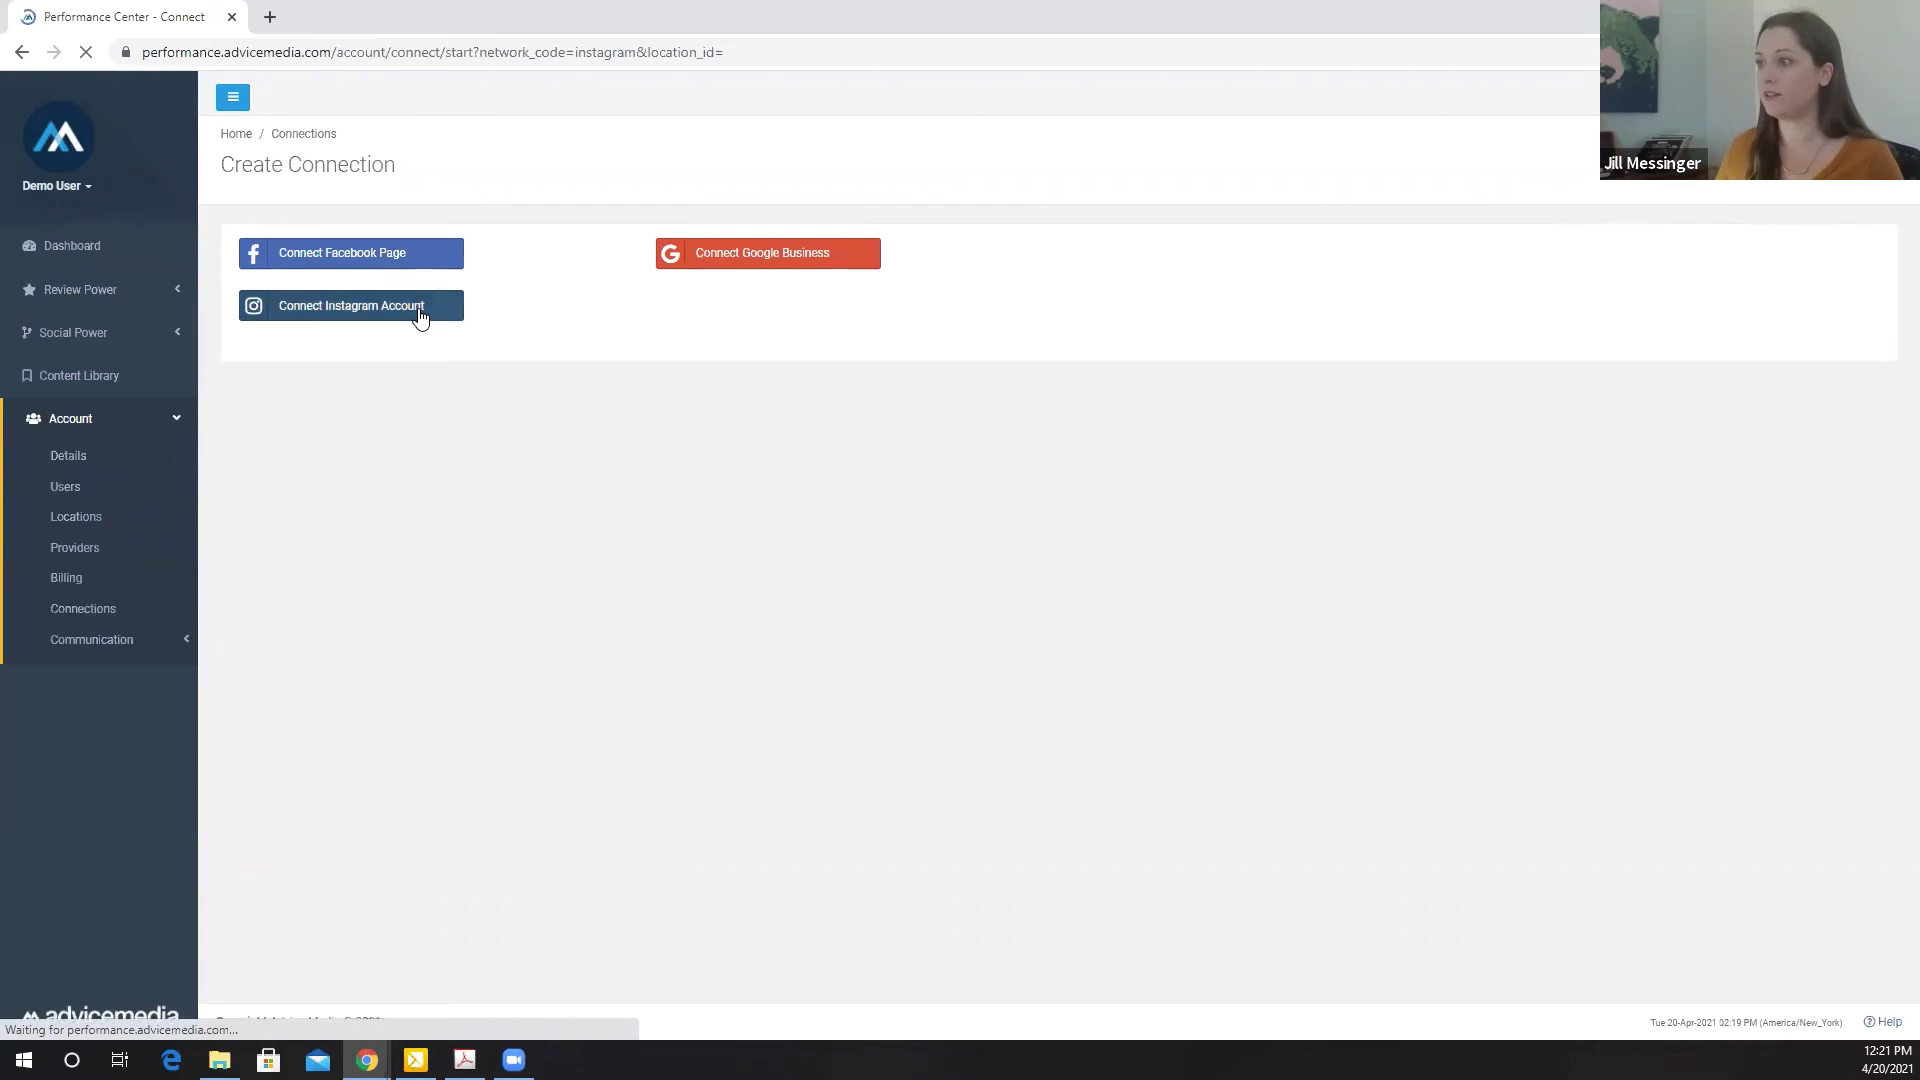 Performance Center - Connect
performance.advicemedia.com/account/connect/start?network_code=instagram&location_id=
Jill Messinger
Demo User
Home / Connections
Create Connection
Connect Facebook Page
Connect Google Business
Connect Instagram Account
Dashboard
Review Power
Social Power
Content Library
Account
Details
Users
Locations
Providers
Billing
Connections
Communication
advicemedia
Waiting for performance.advicemedia.com...
Tue 20-Apr-2021 02:19 PM (America/New_York)
Help
12:21 PM
4/20/2021